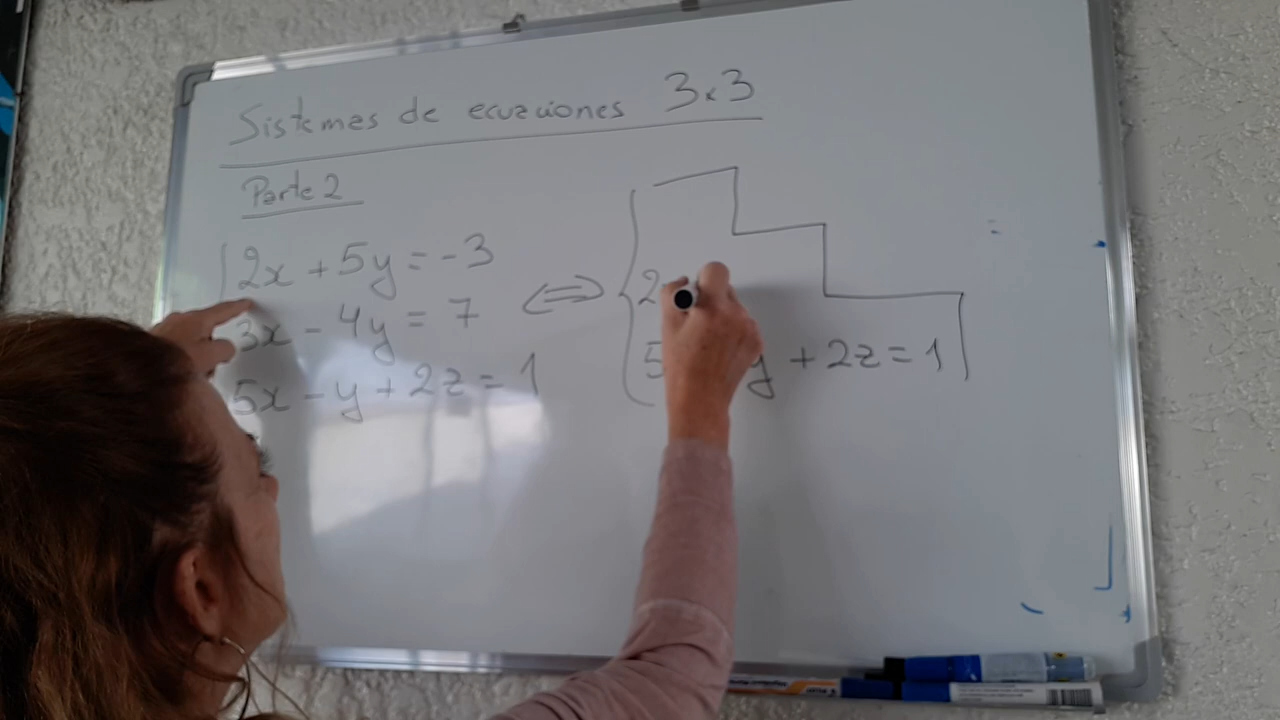 Sistemas de ecuaciones 3x3
Parte 2
2x + 5y = -3
3x - 4y = 7
5x - y + 2z = 1
⇔
2
5 y + 2z = 1